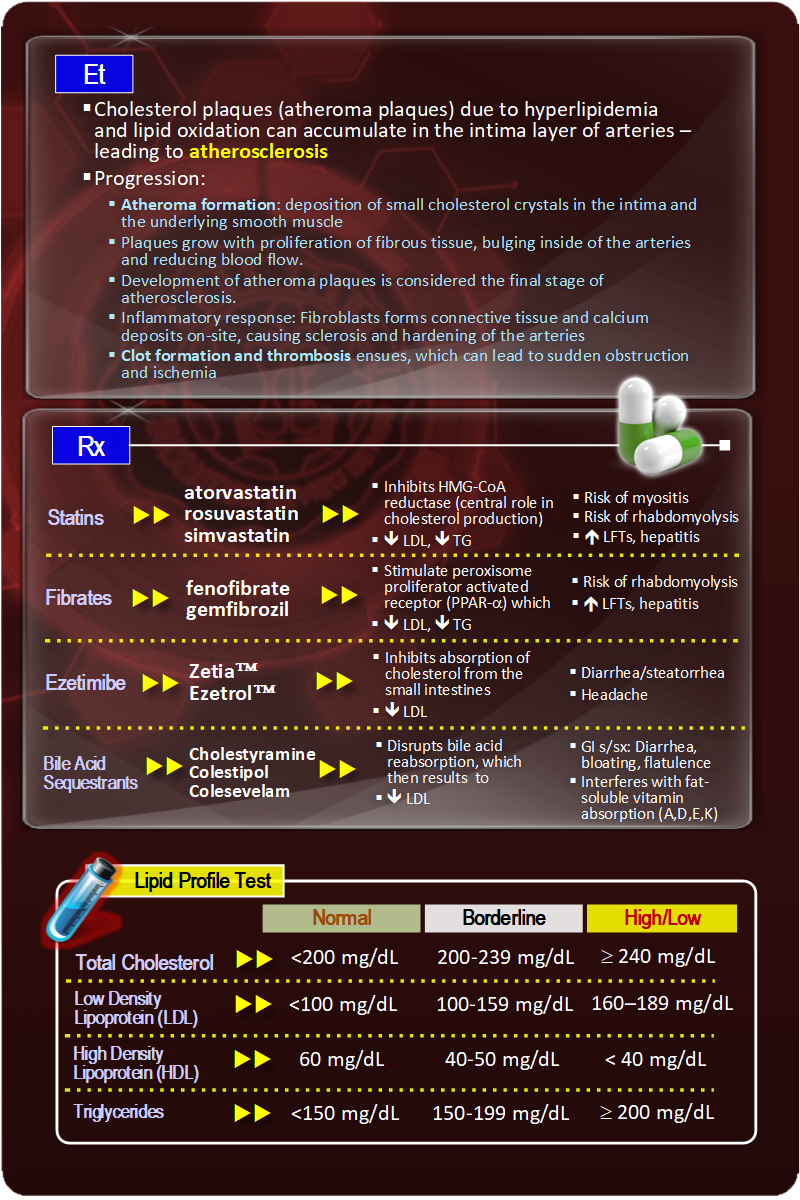 Et
▪ Cholesterol plaques (atheroma plaques) due to hyperlipidemia
and lipid oxidation can accumulate in the intima layer of arteries –
leading to atherosclerosis
▪ Progression:
▪ Atheroma formation: deposition of small cholesterol crystals in the intima and
the underlying smooth muscle
▪ Plaques grow with proliferation of fibrous tissue, bulging inside of the arteries
and reducing blood flow.
▪ Development of atheroma plaques is considered the final stage of
atherosclerosis.
▪ Inflammatory response: Fibroblasts forms connective tissue and calcium
deposits on-site, causing sclerosis and hardening of the arteries
▪ Clot formation and thrombosis ensues, which can lead to sudden obstruction
and ischemia
Rx
Statins
atorvastatin
rosuvastatin
simvastatin
▪ Inhibits HMG-CoA
reductase (central role in
cholesterol production)
▪ 🡻 LDL, 🡻 TG
▪ Risk of myositis
▪ Risk of rhabdomyolysis
▪ 🡹 LFTs, hepatitis
Fibrates
fenofibrate
gemfibrozil
▪ Stimulate peroxisome
proliferator activated
receptor (PPAR-α) which
▪ 🡻 LDL, 🡻 TG
▪ Risk of rhabdomyolysis
▪ 🡹 LFTs, hepatitis
Ezetimibe
Zetia™
Ezetrol™
▪ Inhibits absorption of
cholesterol from the
small intestines
▪ 🡻 LDL
▪ Diarrhea/steatorrhea
▪ Headache
Bile Acid
Sequestrants
Cholestyramine
Colestipol
Colesevelam
▪ Disrupts bile acid
reabsorption, which
then results to
▪ 🡻 LDL
▪ GI s/sx: Diarrhea,
bloating, flatulence
▪ Interferes with fat-
soluble vitamin
absorption (A,D,E,K)
Lipid Profile Test
Normal Borderline High/Low
Total Cholesterol <200 mg/dL 200-239 mg/dL ≥ 240 mg/dL
Low Density
Lipoprotein (LDL) <100 mg/dL 100-159 mg/dL 160–189 mg/dL
High Density
Lipoprotein (HDL) 60 mg/dL 40-50 mg/dL < 40 mg/dL
Triglycerides <150 mg/dL 150-199 mg/dL ≥ 200 mg/dL